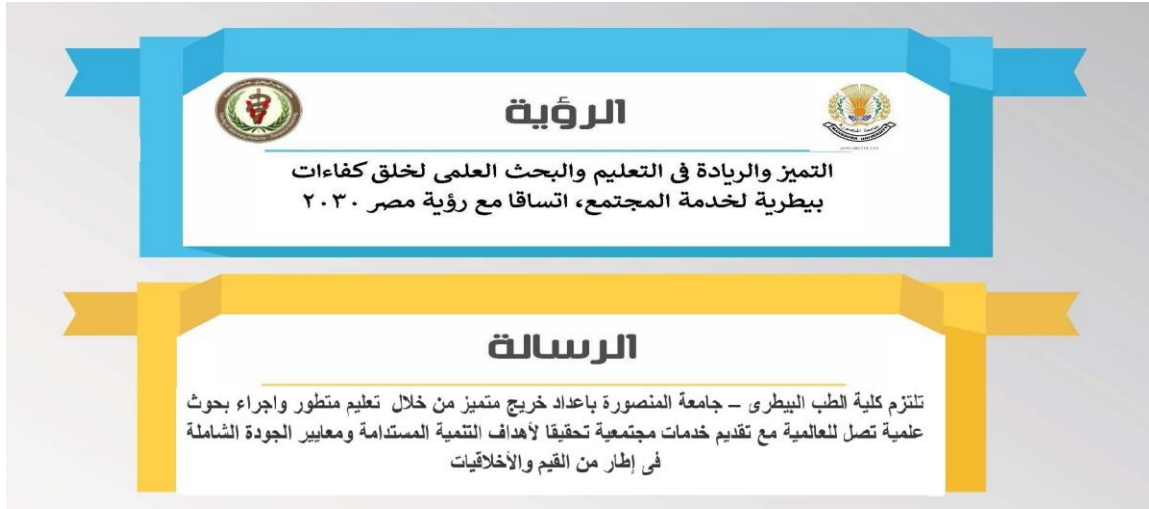 الرؤية
التميز والريادة فى التعليم والبحث العلمى لخلق كفاءات
بيطرية لخدمة المجتمع، اتساقا مع رؤية مصر ٢٠٣٠
الرسالة
تلتزم كلية الطب البيطرى – جامعة المنصورة باعداد خريج متميز من خلال تعليم متطور واجراء بحوث
علمية تصل للعالمية مع تقديم خدمات مجتمعية تحقيقا لأهداف التنمية المستدامة ومعايير الجودة الشاملة
فى إطار من القيم والأخلاقيات